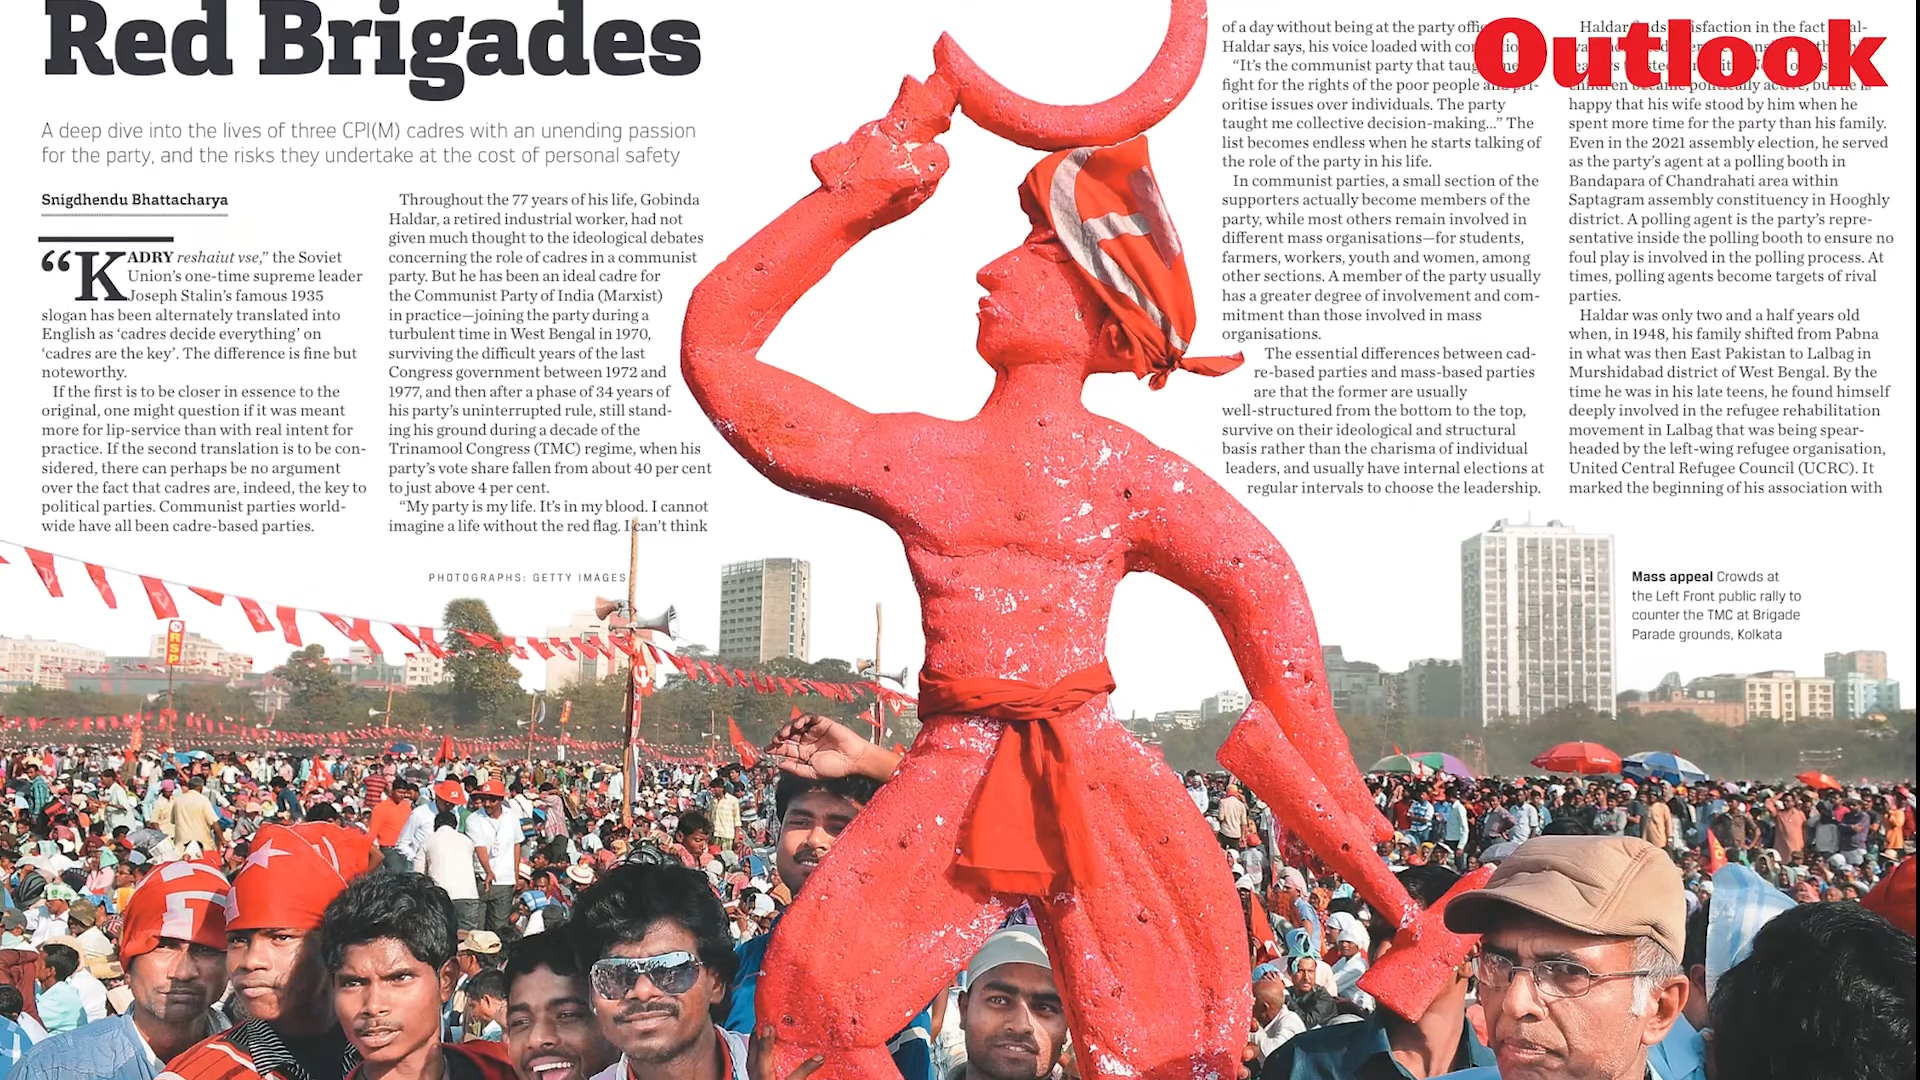 Red Brigades
A deep dive into the lives of three CPI(M) cadres with an unending passion
for the party, and the risks they undertake at the cost of personal safety
Snigdhendu Bhattacharya
“KADRY reshaiut vse,” the Soviet
Union’s one-time supreme leader
Joseph Stalin’s famous 1935
slogan has been alternately translated into
English as ‘cadres decide everything’ on
‘cadres are the key’. The difference is fine but
noteworthy.
If the first is to be closer in essence to the
original, one might question if it was meant
more for lip-service than with real intent for
practice. If the second translation is to be con-
sidered, there can perhaps be no argument
over the fact that cadres are, indeed, the key to
political parties. Communist parties world-
wide have all been cadre-based parties.
Throughout the 77 years of his life, Gobinda
Haldar, a retired industrial worker, had not
given much thought to the ideological debates
concerning the role of cadres in a communist
party. But he has been an ideal cadre for
the Communist Party of India (Marxist)
in practice—joining the party during a
turbulent time in West Bengal in 1970,
surviving the difficult years of the last
Congress government between 1972 and
1977, and then after a phase of 34 years of
his party’s uninterrupted rule, still stand-
ing his ground during a decade of the
Trinamool Congress (TMC) regime, when his
party’s vote share fallen from about 40 per cent
to just above 4 per cent.
“My party is my life. It’s in my blood. I cannot
imagine a life without the red flag. I can’t think
PHOTOGRAPHS: GETTY IMAGES
of a day without being at the party
Haldar says, his voice loaded with
“It’s the communist party that
fight for the rights of the poor people and pri-
oritise issues over individuals. The party
taught me collective decision-making...” The
list becomes endless when he starts talking of
the role of the party in his life.
In communist parties, a small section of the
supporters actually become members of the
party, while most others remain involved in
different mass organisations—for students,
farmers, workers, youth and women, among
other sections. A member of the party usually
has a greater degree of involvement and com-
mitment than those involved in mass
organisations.
The essential differences between cad-
re-based parties and mass-based parties
are that the former are usually
well-structured from the bottom to the top,
survive on their ideological and structural
basis rather than the charisma of individual
leaders, and usually have internal elections at
regular intervals to choose the leadership.
Outlook
Haldar in the fact
children became politically active, but he is
happy that his wife stood by him when he
spent more time for the party than his family.
Even in the 2021 assembly election, he served
as the party’s agent at a polling booth in
Bandapara of Chandrahati area within
Saptagram assembly constituency in Hooghly
district. A polling agent is the party’s repre-
sentative inside the polling booth to ensure no
foul play is involved in the polling process. At
times, polling agents become targets of rival
parties.
Haldar was only two and a half years old
when, in 1948, his family shifted from Pabna
in what was then East Pakistan to Lalbag in
Murshidabad district of West Bengal. By the
time he was in his late teens, he found himself
deeply involved in the refugee rehabilitation
movement in Lalbag that was being spear-
headed by the left-wing refugee organisation,
United Central Refugee Council (UCRC). It
marked the beginning of his association with
Mass appeal Crowds at
the Left Front public rally to
counter the TMC at Brigade
Parade grounds, Kolkata
RSP